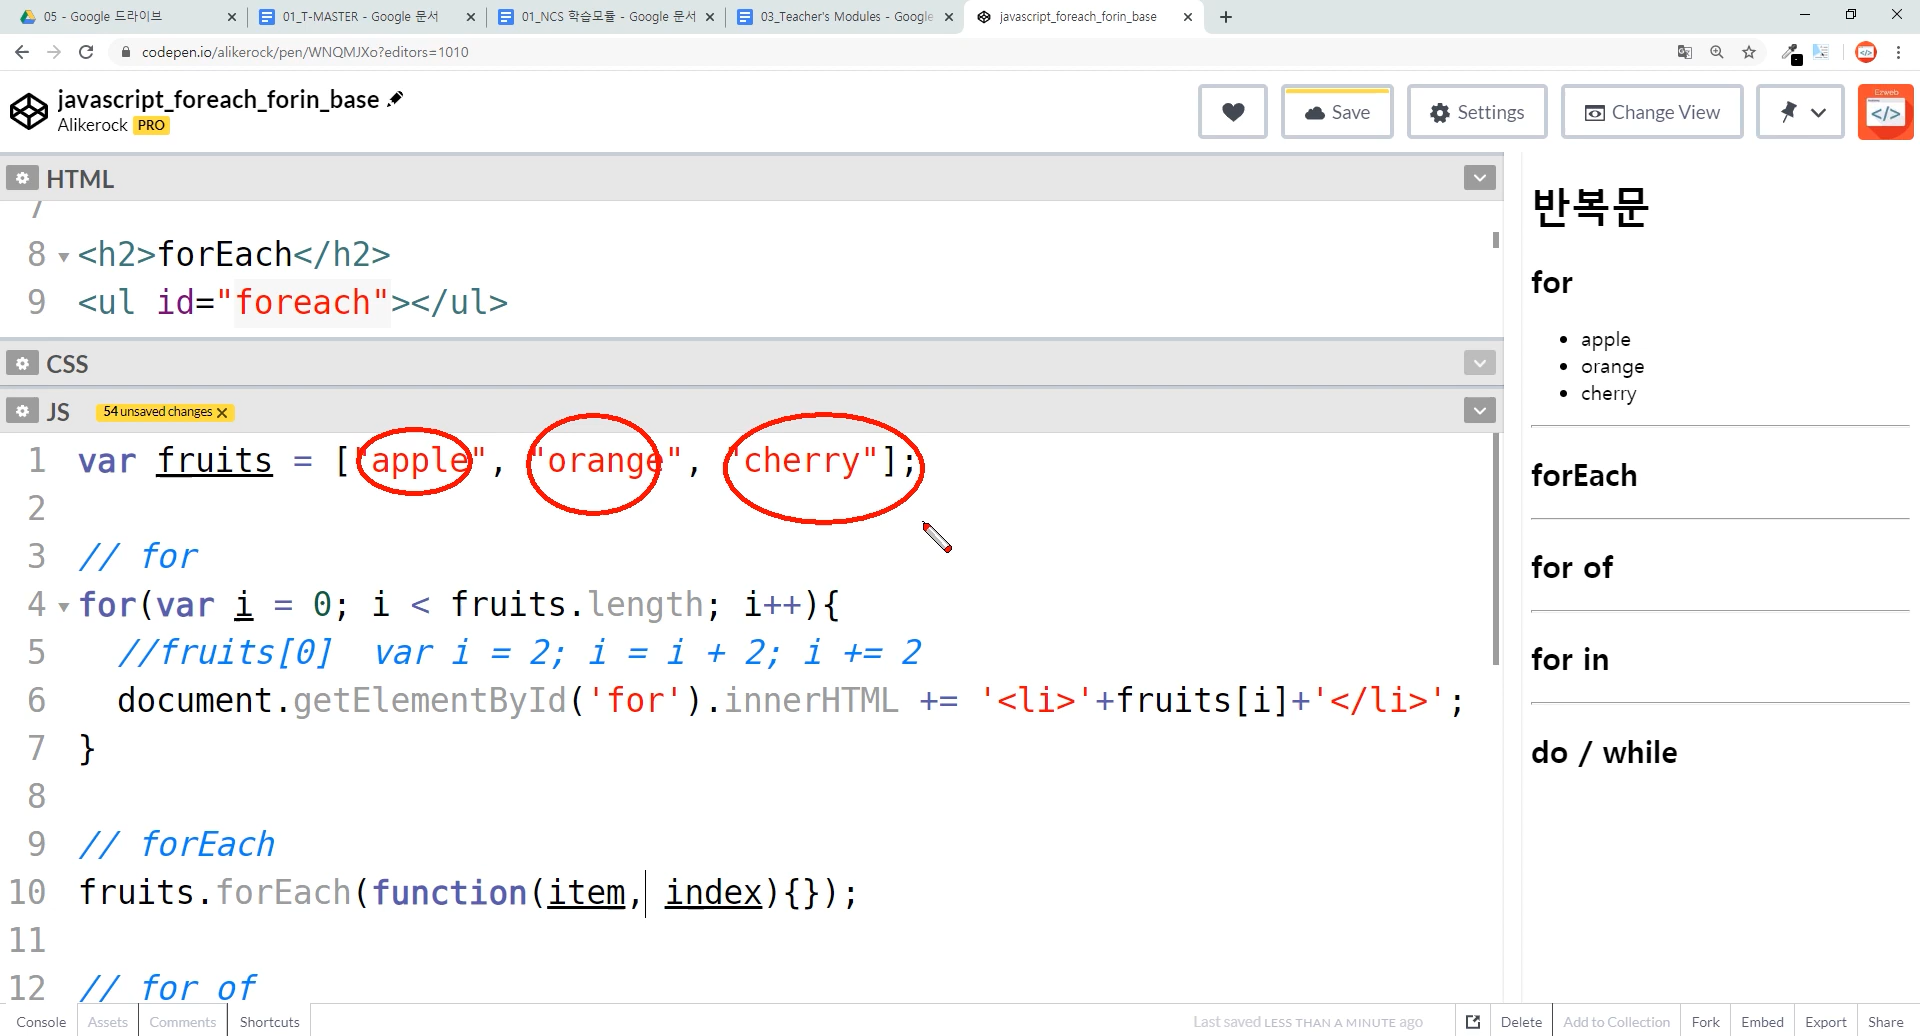 05 - Google 드라이브
01_T-MASTER - Google 문서
01_NCS 학습모듈 - Google 문서
03_Teacher's Modules - Google
javascript_foreach_forin_base
codepen.io/alikerock/pen/WNQMJXo?editors=1010
javascript_foreach_forin_base
Alikerock PRO
Save
Settings
Change View
Ezweb
</>
HTML
7
8 <h2>forEach</h2>
9 <ul id="foreach"></ul>
CSS
JS 54 unsaved changes X
1 var fruits = ["apple", "orange", "cherry"];
2
3 // for
4 for(var i = 0; i < fruits.length; i++){
5 //fruits[0] var i = 2; i = i + 2; i += 2
6 document.getElementById('for').innerHTML += '<li>'+fruits[i]+'</li>';
7 }
8
9 // forEach
10 fruits.forEach(function(item, index){});
11
12 // for of
반복문
for
• apple
• orange
• cherry
forEach
for of
for in
do / while
Console Assets Comments Shortcuts
Last saved LESS THAN A MINUTE ago
Delete Add to Collection Fork Embed Export Share